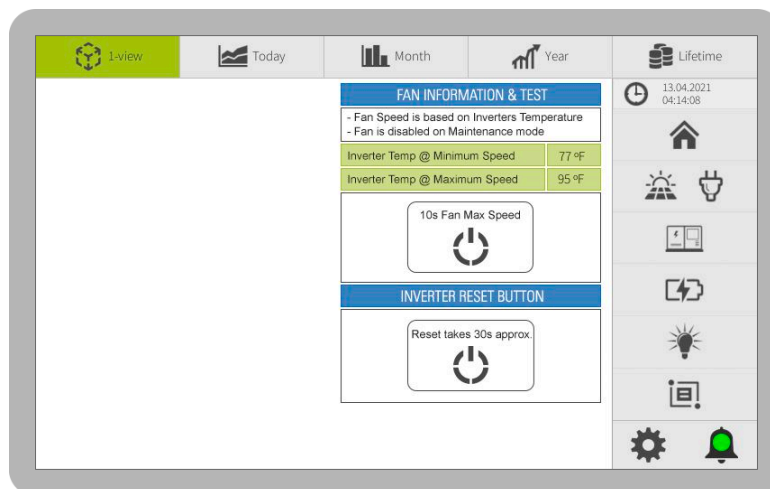 1-view
Today
Month
Year
Lifetime
13.04.2021
04:14:08
FAN INFORMATION & TEST
- Fan Speed is based on Inverters Temperature
- Fan is disabled on Maintenance mode
Inverter Temp @ Minimum Speed 77 ºF
Inverter Temp @ Maximum Speed 95 ºF
10s Fan Max Speed
INVERTER RESET BUTTON
Reset takes 30s approx.